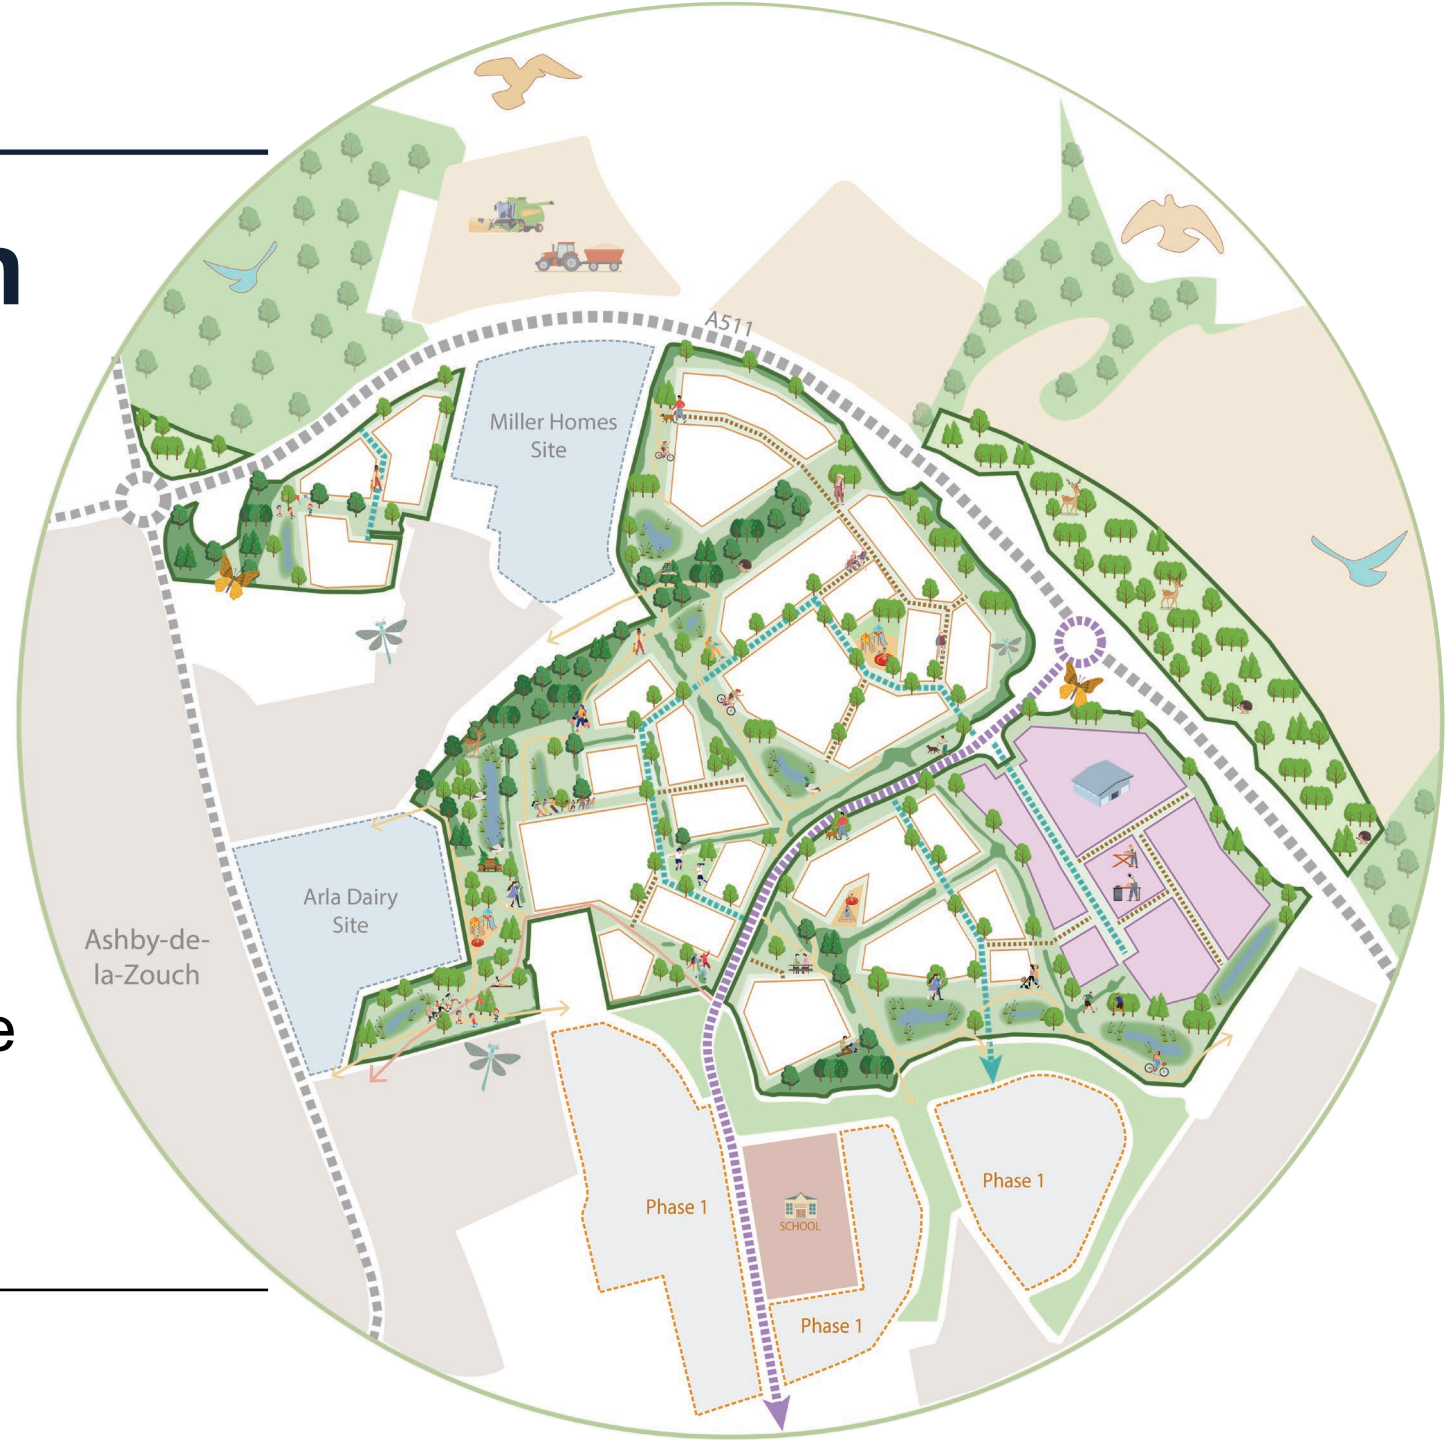 n
A511
Miller Homes
Site
Arla Dairy
Site
Ashby-de-
la-Zouch
e
Phase 1
Phase 1
SCHOOL
Phase 1